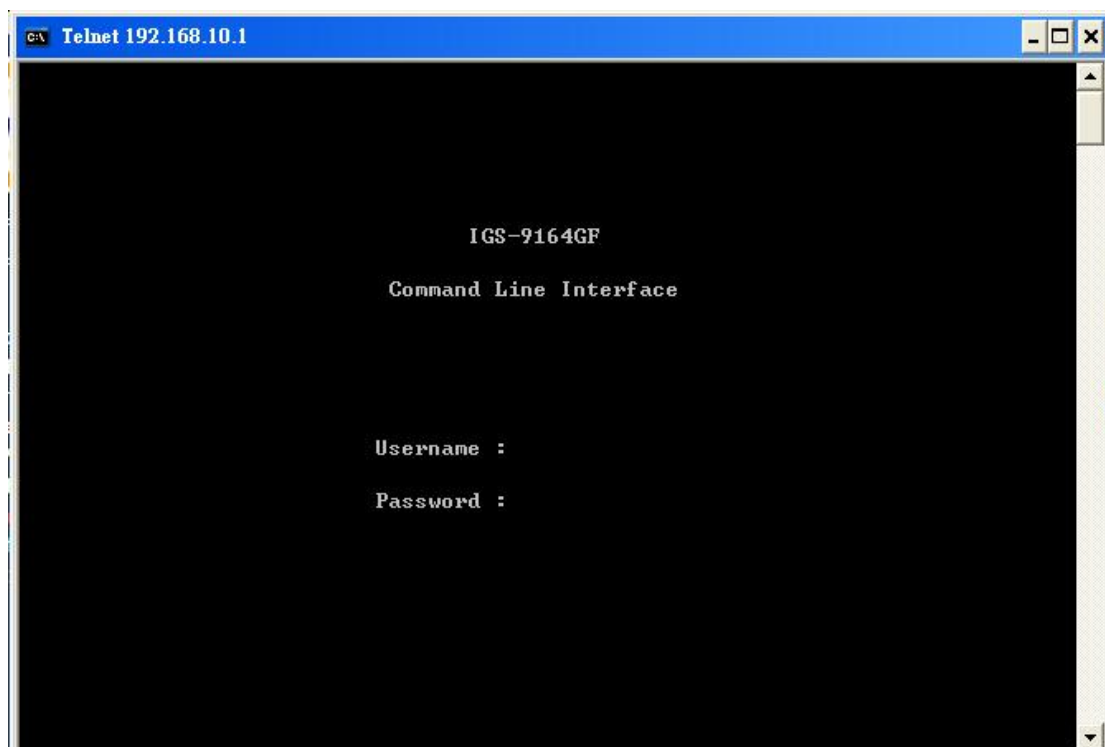 Telnet 192.168.10.1
IGS-9164GF
Command Line Interface
Username :
Password :